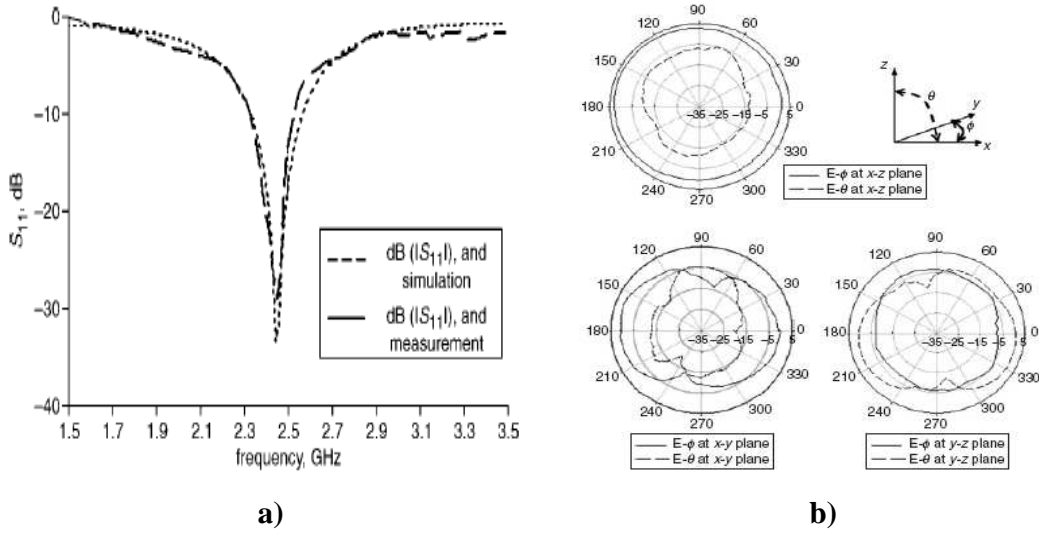 0
−10
−20
−30
−40
S11, dB
1.5 1.7 1.9 2.1 2.3 2.5 2.7 2.9 3.1 3.3 3.5
frequency, GHz
dB (|S11|), and
simulation
dB (|S11|), and
measurement
a)
90
120 60
150 30
180 −35 −25 −15 −5 5 0
210 330
240 300
270
E-ϕ at x-z plane
E-θ at x-z plane
z
θ
y
ϕ
x
90
120 60
150 30
180 −35 −25 −15 −5 5 0
210 330
240 300
270
E-ϕ at x-y plane
E-θ at x-y plane
90
120 60
150 30
180 −35 −25 −15 −5 5 0
210 330
240 300
270
E-ϕ at y-z plane
E-θ at y-z plane
b)